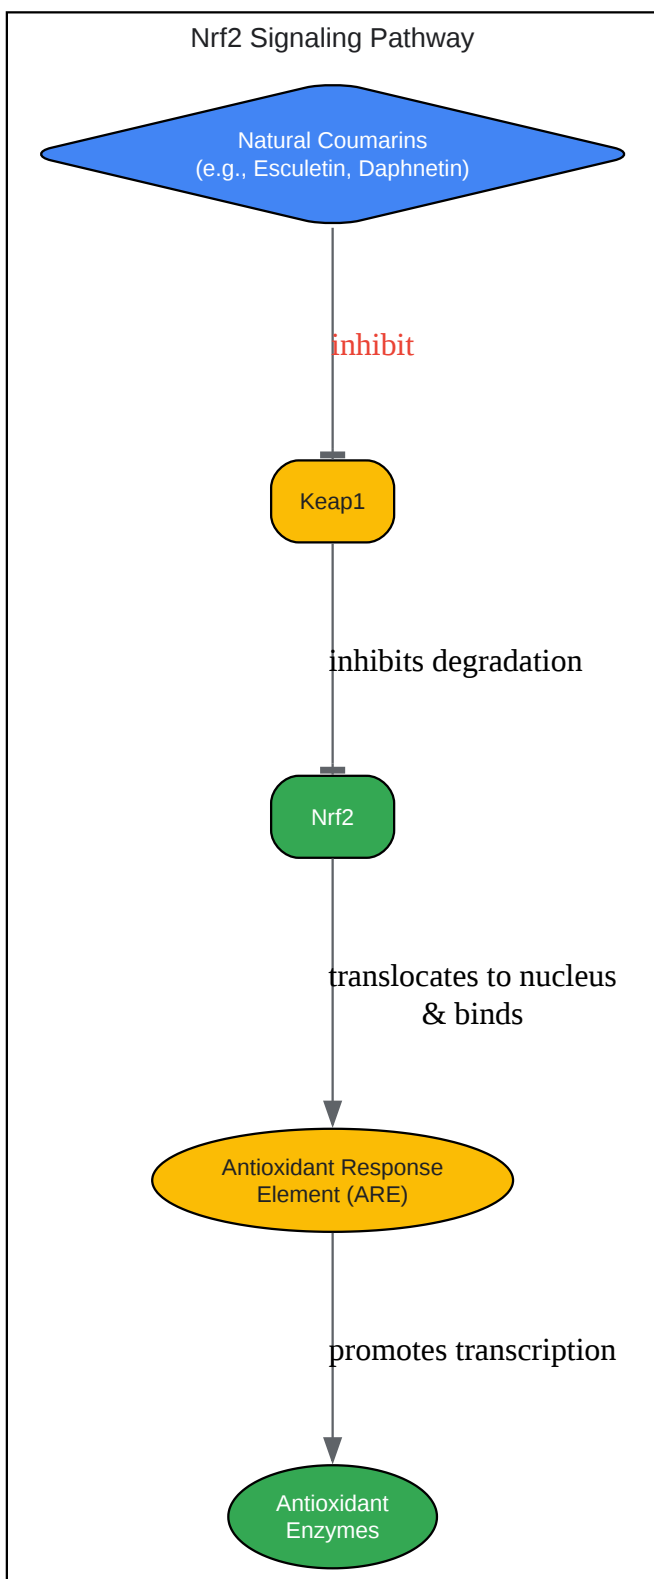 Nrf2 Signaling Pathway
Natural Coumarins
(e.g., Esculetin, Daphnetin)
inhibit
Keap1
inhibits degradation
Nrf2
translocates to nucleus
& binds
Antioxidant Response
Element (ARE)
promotes transcription
Antioxidant
Enzymes